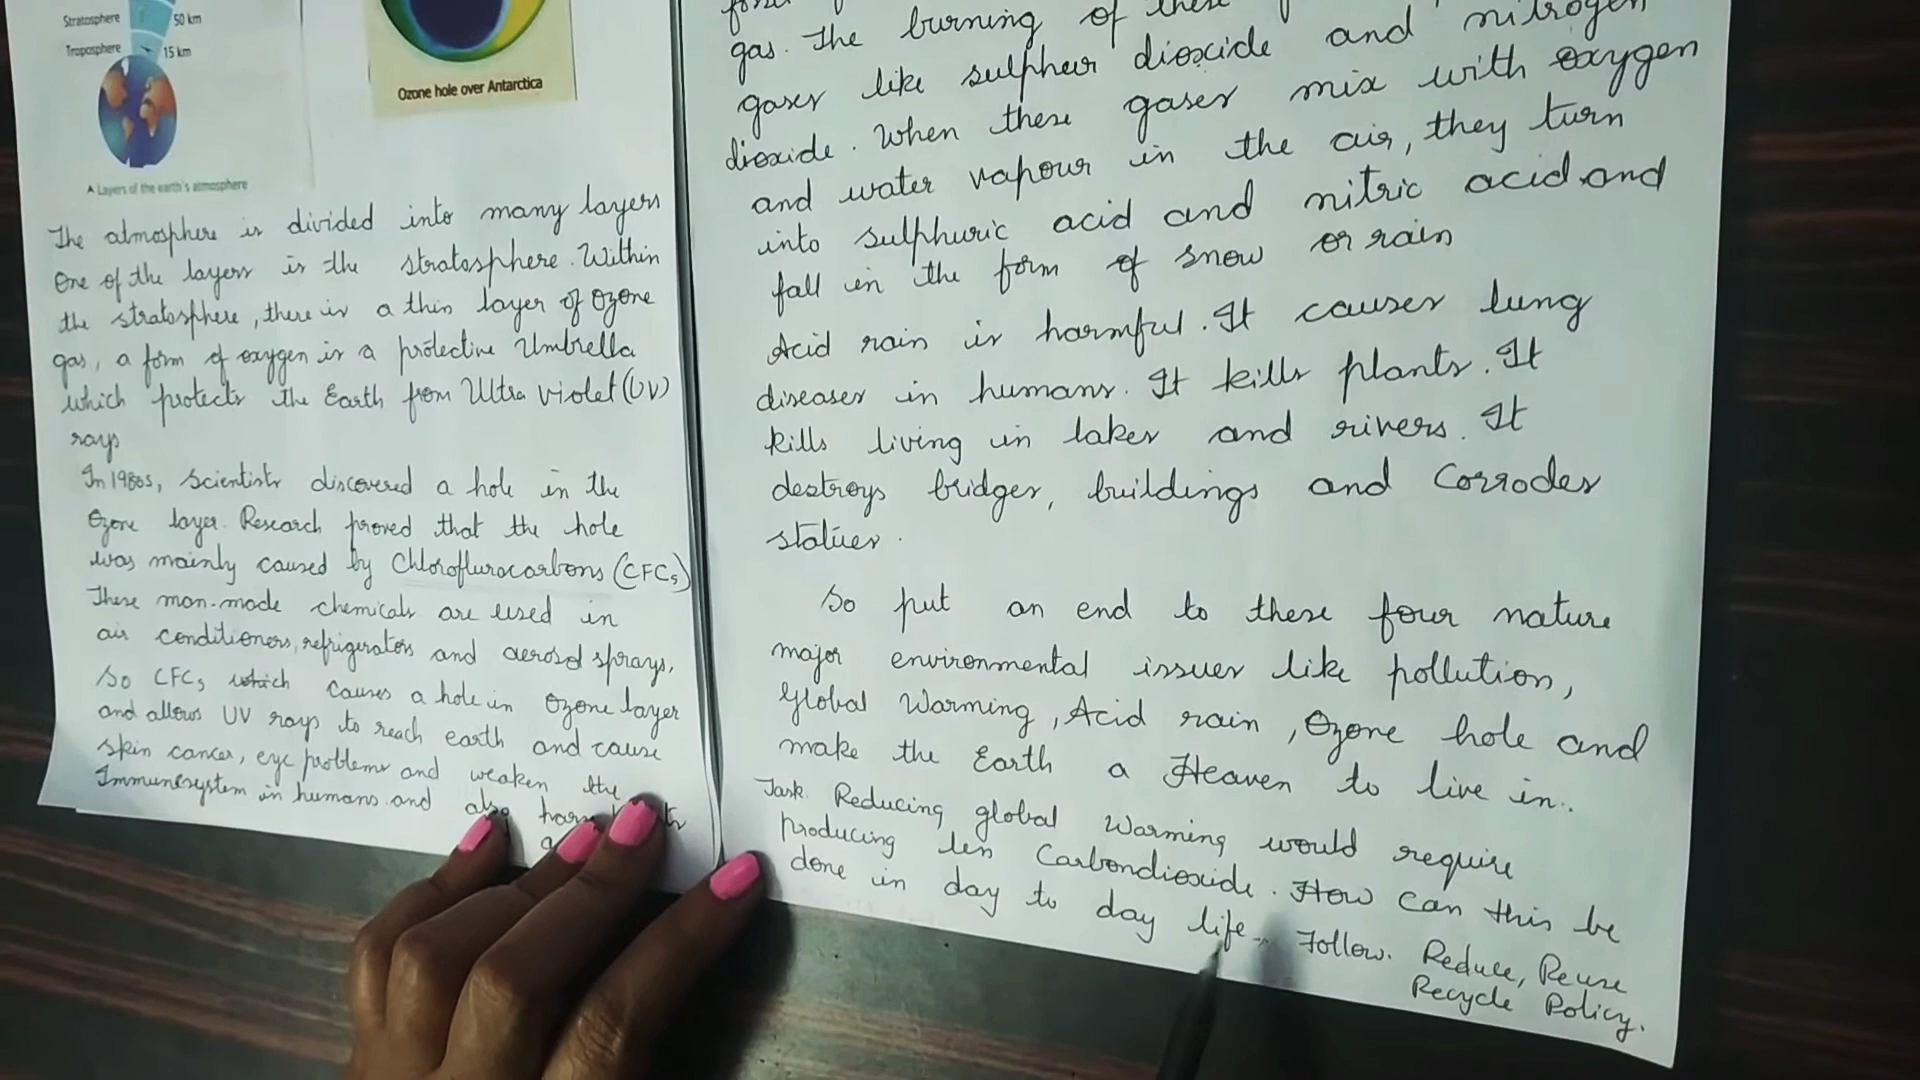 Stratosphere 50 km
Troposphere 15 km
Ozone hole over Antarctica
▲ Layers of the earth's atmosphere
The atmosphere is divided into many layers
One of the layers is the stratosphere. Within
the stratosphere, there is a thin layer of Ozone
gas, a form of oxygen is a protective Umbrella
which protects the Earth from Ultra violet (UV)
rays
In 1980s, scientists discovered a hole in the
Ozone layer. Research proved that the hole
was mainly caused by Chloroflurocarbons (CFCs)
These man-made chemicals are used in
air conditioners, refrigerators and aerosol sprays,
So CFCs which causes a hole in Ozone layer
and allows UV rays to reach earth and cause
skin cancer, eye problems and weaken the
Immunesystem in humans and also
gas. The burning of these
gases like sulpheur dioxide and nitrogen
dioxide. When these gases mix with oxygen
and water vapour in the air, they turn
into sulphuric acid and nitric acid and
fall in the form of snow or rain
Acid rain is harmful. It causes lung
diseases in humans. It kills plants. It
kills living in lakes and rivers. It
destroys bridges, buildings and corrodes
statues.
So put an end to these four nature
major environmental issues like pollution,
Global Warming, Acid rain, Ozone hole and
make the Earth a Heaven to live in..
Task. Reducing global Warming would require
producing less Carbondioxide. How can this be
done in day to day life.. Follow. Reduce, Reuse
Recycle Policy.